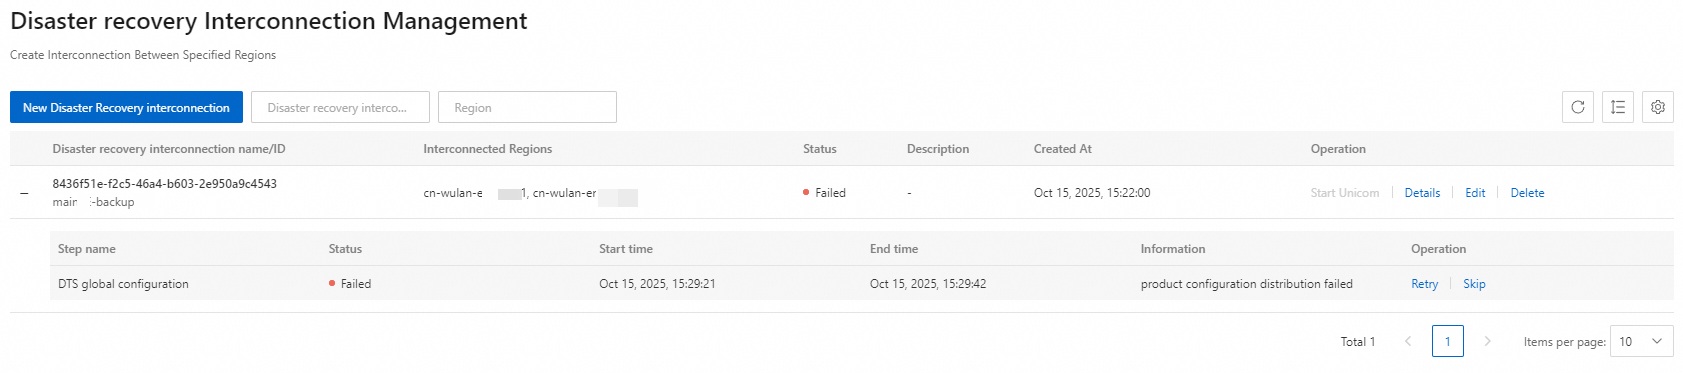 Disaster recovery Interconnection Management
Create Interconnection Between Specified Regions
New Disaster Recovery interconnection Disaster recovery interco... Region
Disaster recovery interconnection name/ID Interconnected Regions Status Description Created At Operation
8436f51e-f2c5-46a4-b603-2e950a9c4543
main -backup
cn-wulan-e 1, cn-wulan-er Failed - Oct 15, 2025, 15:22:00 Start Unicom Details Edit Delete
Step name Status Start time End time Information Operation
DTS global configuration Failed Oct 15, 2025, 15:29:21 Oct 15, 2025, 15:29:42 product configuration distribution failed Retry Skip
Total 1 1 Items per page: 10